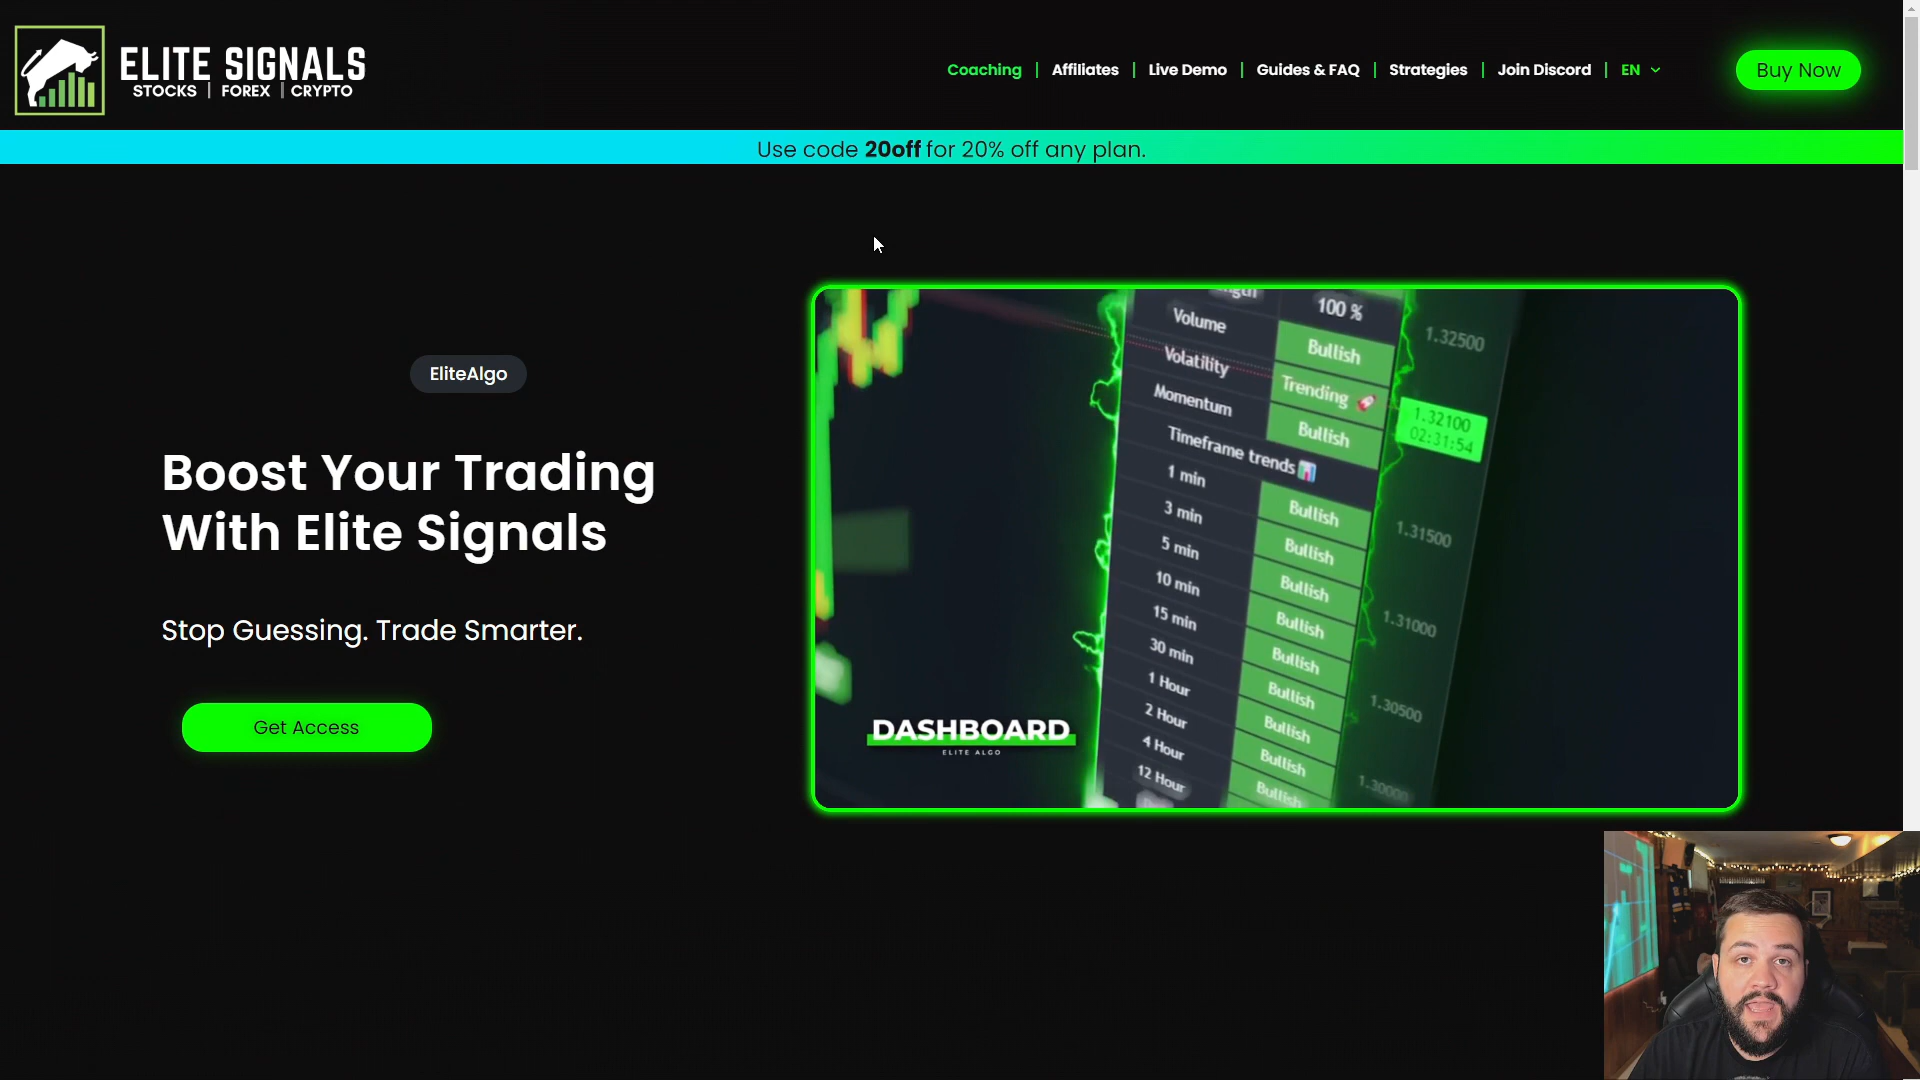 ELITE SIGNALS
STOCKS | FOREX | CRYPTO
Coaching | Affiliates | Live Demo | Guides & FAQ | Strategies | Join Discord | EN
Buy Now
Use code 20off for 20% off any plan.
EliteAlgo
Boost Your Trading
With Elite Signals
Stop Guessing. Trade Smarter.
Get Access
100 %
Volume Bullish
Volatility Trending 🚀
Momentum Bullish
Timeframe trends📊
1 min Bullish
3 min Bullish
5 min Bullish
10 min Bullish
15 min Bullish
30 min Bullish
1 Hour Bullish
2 Hour Bullish
4 Hour Bullish
12 Hour Bullish
1.32500
1.32100
02:31:54
1.31500
1.31000
1.30500
1.30000
DASHBOARD
ELITE ALGO